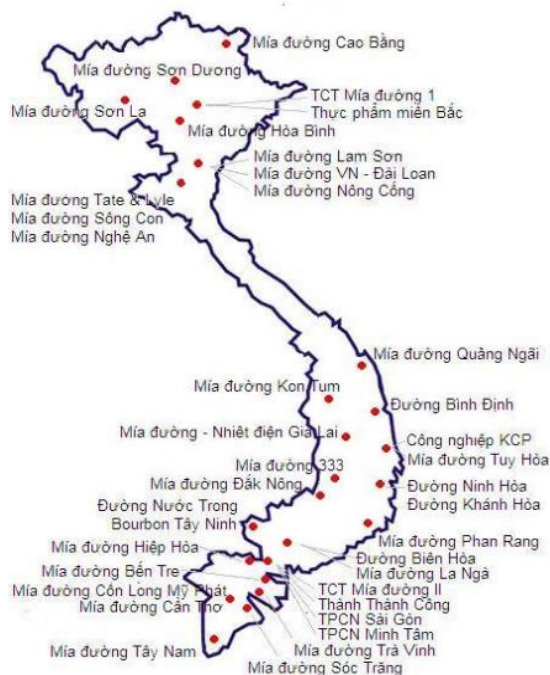 Mía đường Cao Bằng
Mía đường Sơn Dương
TCT Mía đường 1
Mía đường Sơn La
Thực phẩm miên Bắc
Mía đường Hòa Bình
Mía đường Lam Sơn
Mía đường VN - Đài Loan
Mía đường Nông Cống
Mía đường Tate & Lyle
Mía đường Sông Con
Mía đường Nghệ An
Mía đường Quảng Ngãi
Mía đường Kon Tum
Đường Bình Định
Mía đường - Nhiêt điện Gia Lai
Công nghiệp KCP
Mía đường Tuy Hòa
Mía đường 333
Mía đường Đắk Nông
Đường Ninh Hòa
Đường Khánh Hòa
Đường Nước Trong
Bourbon Tây Ninh
Mía đường Phan Rang
Mía đường Hiệp Hòa
Đường Biên Hòa
Mía đường La Ngà
Mía đường Bến Tre
TCT Mía đường II
Mía đường Cồn Long Mỹ Phát
Thành Thành Công
Mía đường Cần Thơ
TPCN Sài Gòn
TPCN Minh Tâm
Mía đường Tây Nam
Mía đường Trà Vinh
Mía đường Sóc Trăng